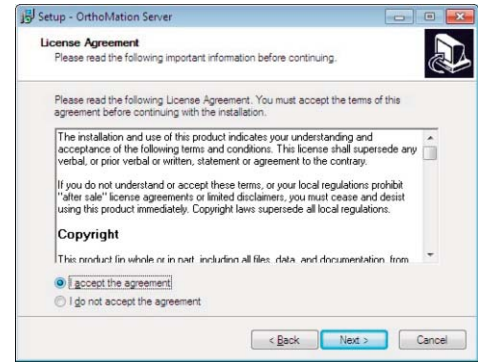 Setup - OrthoMation Server
License Agreement
Please read the following important information before continuing.
Please read the following License Agreement. You must accept the terms of this
agreement before continuing with the installation.
The installation and use of this product indicates your understanding and
acceptance of the following terms and conditions. This license shall supersede any
verbal, or prior verbal or written, statement or agreement to the contrary.
If you do not understand or accept these terms, or your local regulations prohibit
"after sale" license agreements or limited disclaimers, you must cease and desist
using this product immediately. Copyright laws supersede all local regulations.
Copyright
This product (in whole or in part, including all files, data, and documentation, from
I accept the agreement
I do not accept the agreement
< Back
Next >
Cancel